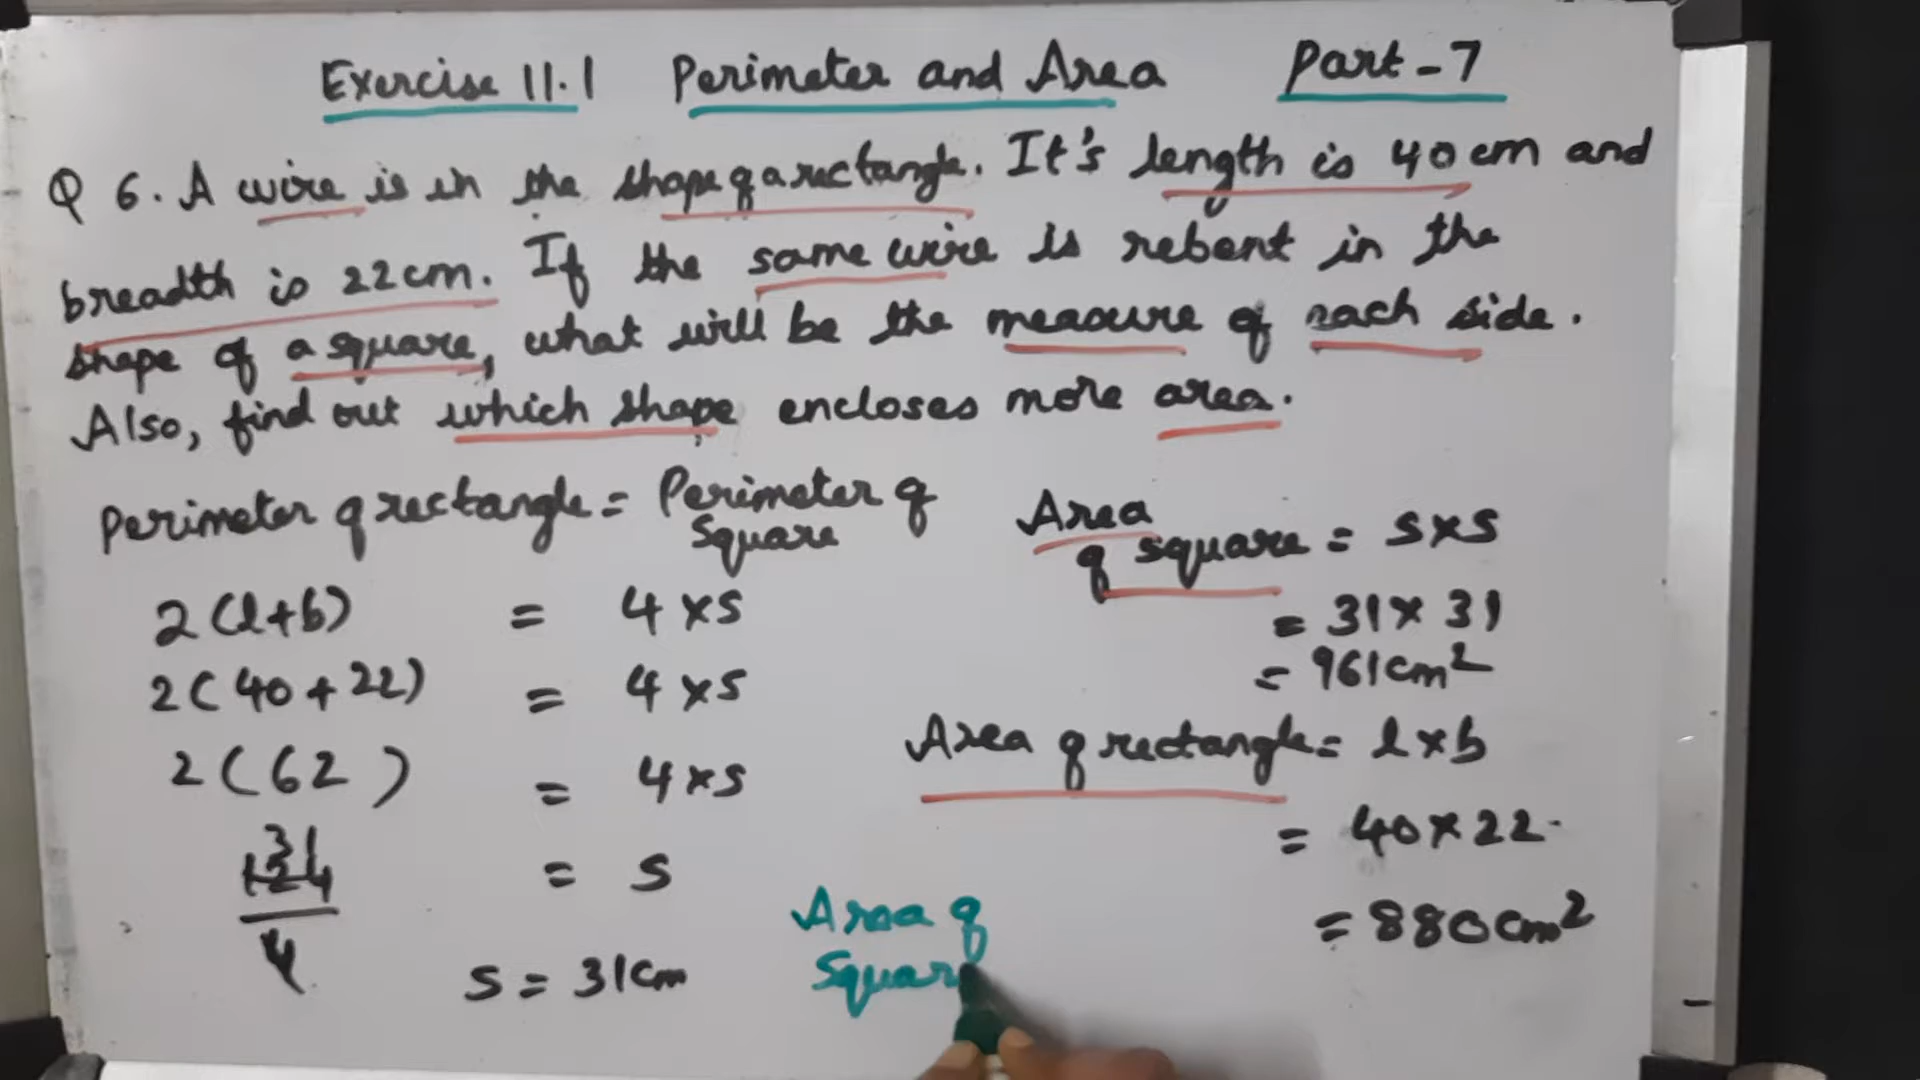 Exercise 11.1 Perimeter and Area Part-7
Q 6. A wire is in the shape of a rectangle. It's length is 40cm and
breadth is 22cm. If the same wire is rebent in the
shape of a square, what will be the measure of each side.
Also, find out which shape encloses more area.
Perimeter of rectangle = Perimeter of
Square
2(l+b) = 4×s
2(40+22) = 4×s
2(62) = 4×s
31
124
4
= s
s = 31cm
Area
of square = s×s
= 31×31
= 961cm²
Area of rectangle = l×b
= 40×22
= 880cm²
Area of
Squar